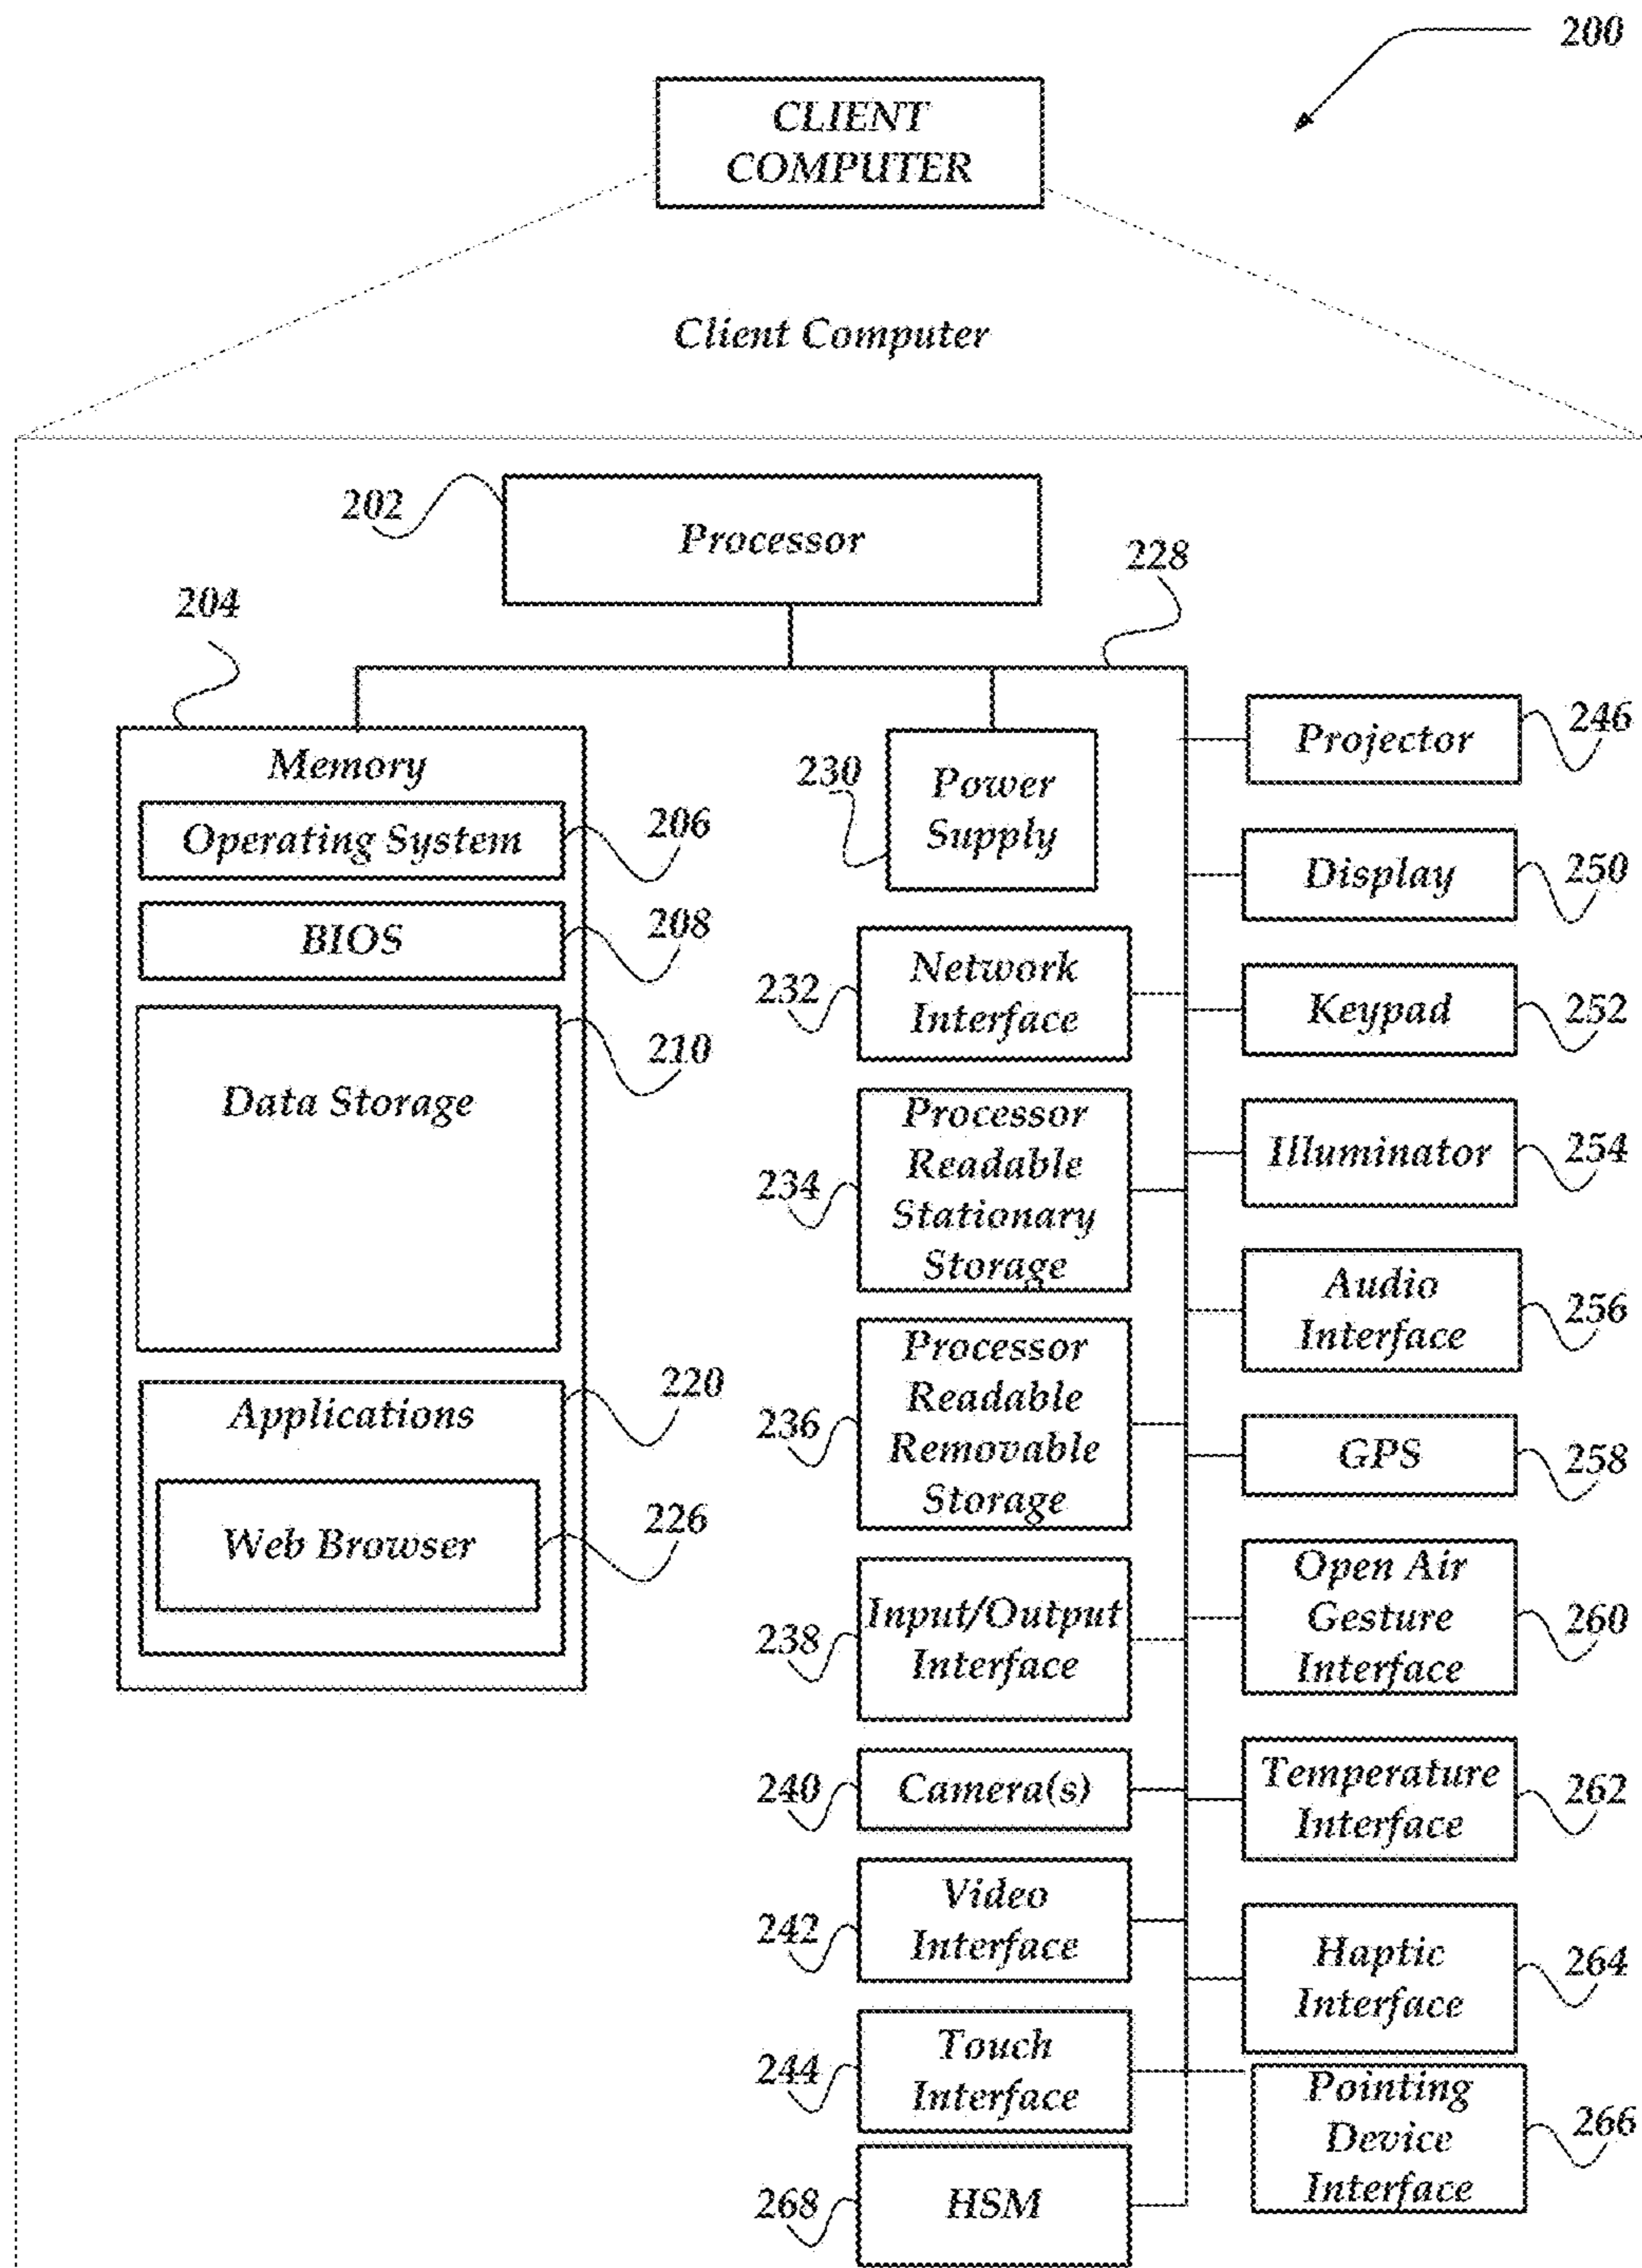 200
CLIENT
COMPUTER
Client Computer
202
Processor
228
204
Memory
Operating System
206
BIOS
208
Data Storage
210
Applications
220
Web Browser
226
230
Power
Supply
232
Network
Interface
234
Processor
Readable
Stationary
Storage
236
Processor
Readable
Removable
Storage
238
Input/Output
Interface
240
Camera(s)
242
Video
Interface
244
Touch
Interface
268
HSM
Projector
246
Display
250
Keypad
252
Illuminator
254
Audio
Interface
256
GPS
258
Open Air
Gesture
Interface
260
Temperature
Interface
262
Haptic
Interface
264
Pointing
Device
Interface
266